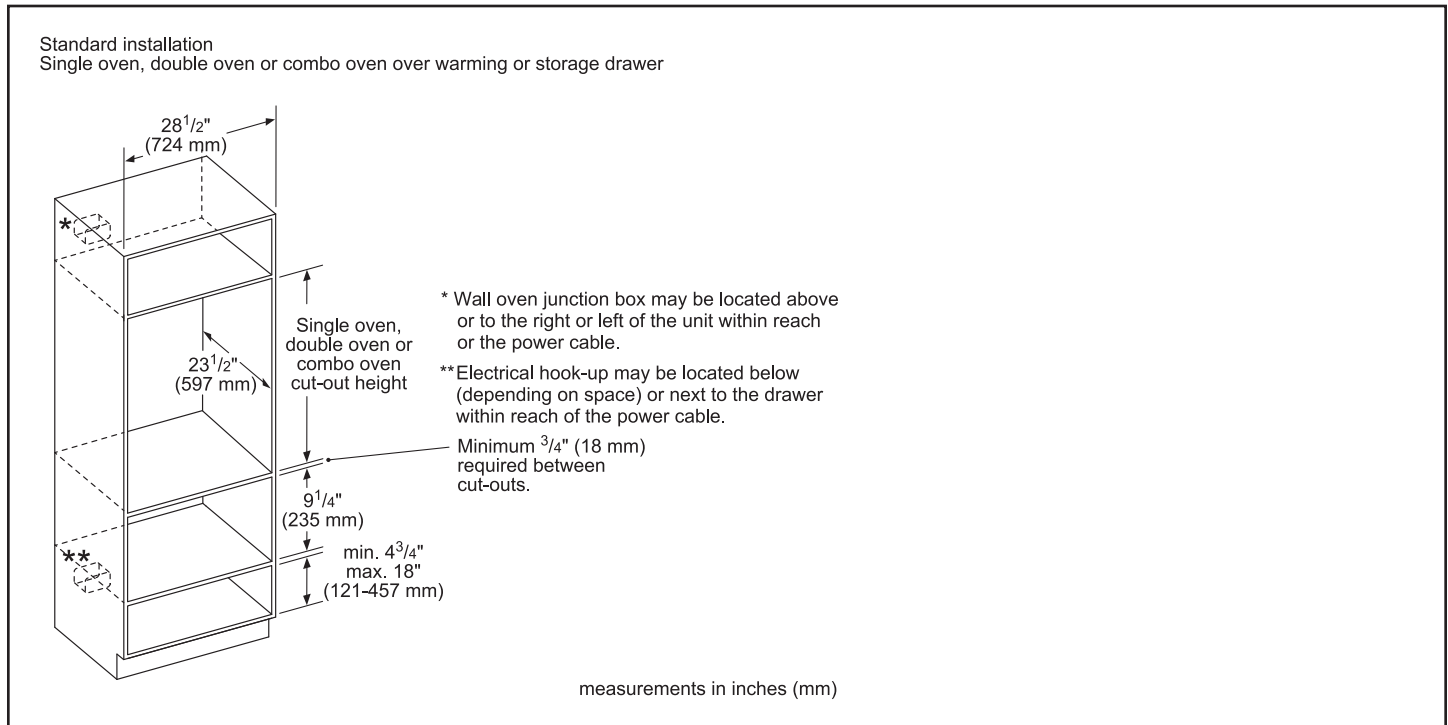 Standard installation
Single oven, double oven or combo oven over warming or storage drawer
28 1/2"
(724 mm)
*
Single oven,
double oven or
combo oven
cut-out height
23 1/2"
(597 mm)
* Wall oven junction box may be located above
or to the right or left of the unit within reach
or the power cable.
**Electrical hook-up may be located below
(depending on space) or next to the drawer
within reach of the power cable.
Minimum 3/4" (18 mm)
required between
cut-outs.
9 1/4"
(235 mm)
**
min. 4 3/4"
max. 18"
(121-457 mm)
measurements in inches (mm)